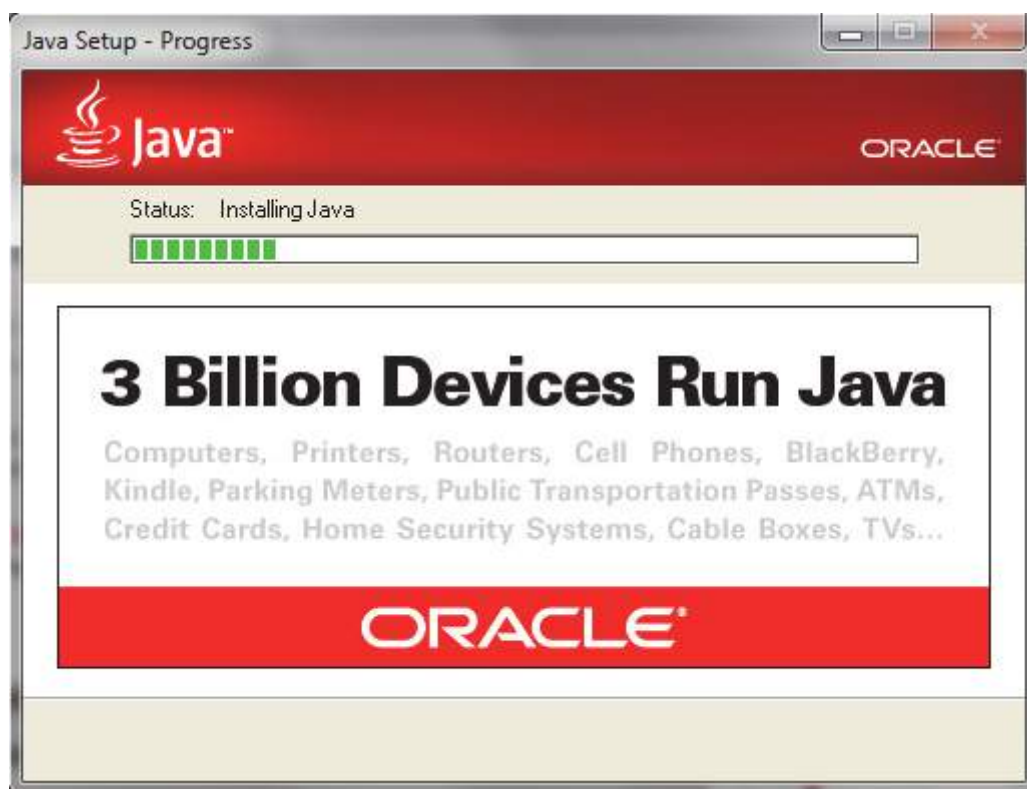 Java Setup - Progress
Java™
ORACLE®
Status: Installing Java
3 Billion Devices Run Java
Computers, Printers, Routers, Cell Phones, BlackBerry,
Kindle, Parking Meters, Public Transportation Passes, ATMs,
Credit Cards, Home Security Systems, Cable Boxes, TVs...
ORACLE®